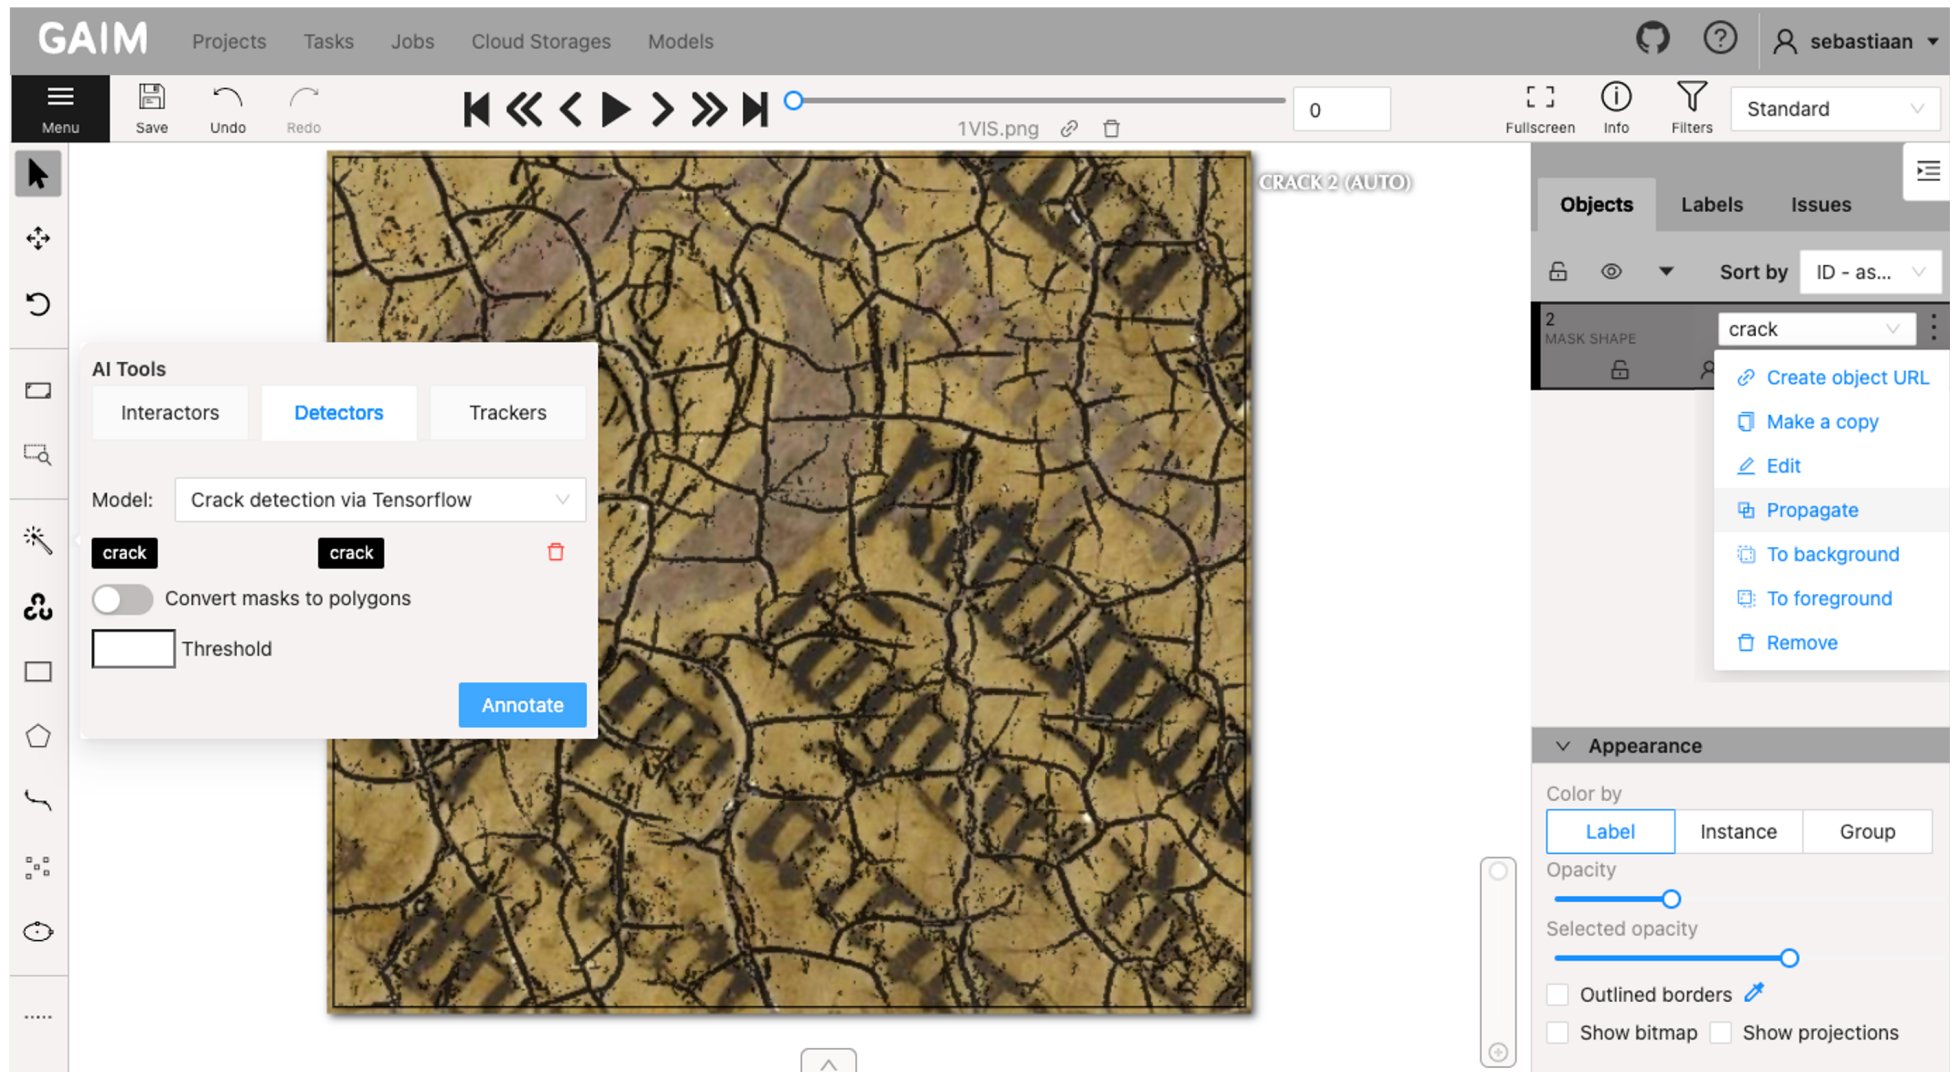 GAIM Projects Tasks Jobs Cloud Storages Models sebastiaan
Menu Save Undo Redo 0 Fullscreen Info Filters Standard
1VIS.png
CRACK 2 (AUTO)
Objects Labels Issues
Sort by ID - as...
2 crack
MASK SHAPE
Create object URL
Make a copy
Edit
Propagate
To background
To foreground
Remove
AI Tools
Interactors Detectors Trackers
Model: Crack detection via Tensorflow
crack crack
Convert masks to polygons
Threshold
Annotate
Appearance
Color by
Label Instance Group
Opacity
Selected opacity
Outlined borders
Show bitmap Show projections